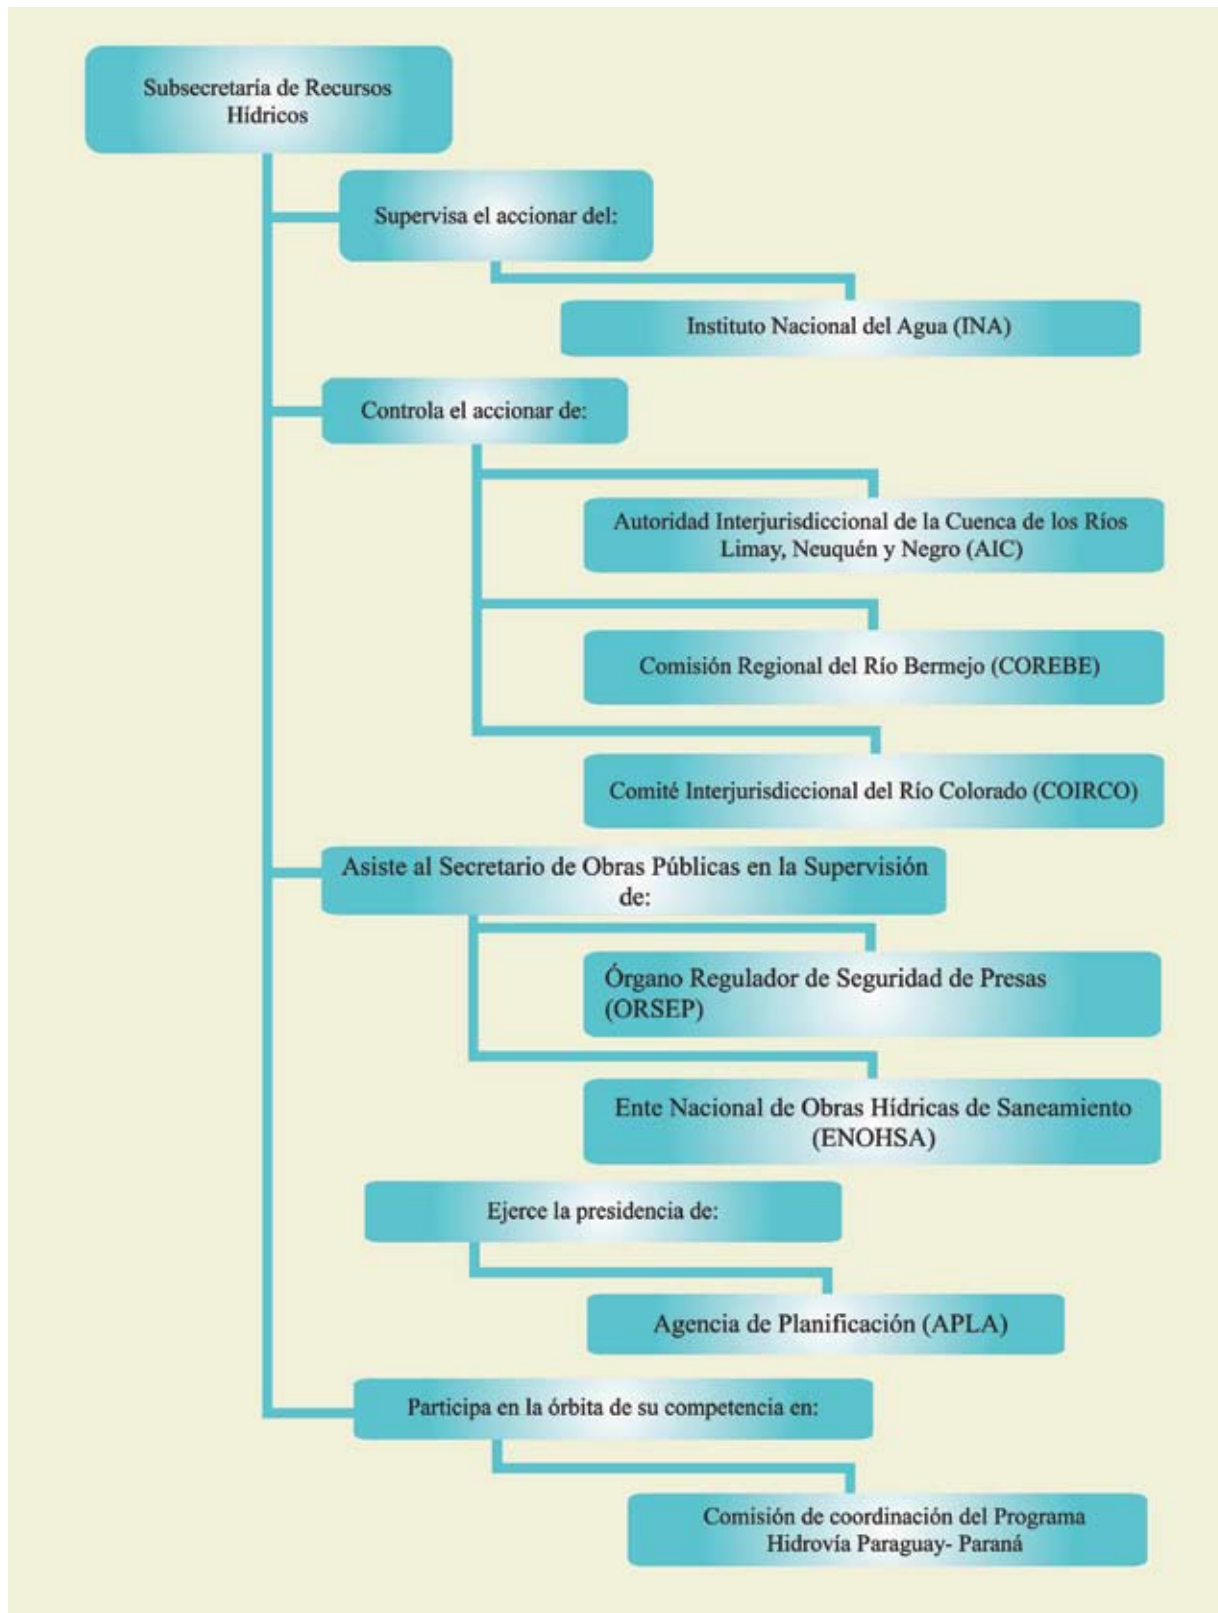 Subsecretaría de Recursos
Hídricos
Supervisa el accionar del:
Instituto Nacional del Agua (INA)
Controla el accionar de:
Autoridad Interjurisdiccional de la Cuenca de los Ríos
Limay, Neuquén y Negro (AIC)
Comisión Regional del Río Bermejo (COREBE)
Comité Interjurisdiccional del Río Colorado (COIRCO)
Asiste al Secretario de Obras Públicas en la Supervisión
de:
Órgano Regulador de Seguridad de Presas
(ORSEP)
Ente Nacional de Obras Hídricas de Saneamiento
(ENOHSA)
Ejerce la presidencia de:
Agencia de Planificación (APLA)
Participa en la órbita de su competencia en:
Comisión de coordinación del Programa
Hidrovía Paraguay- Paraná